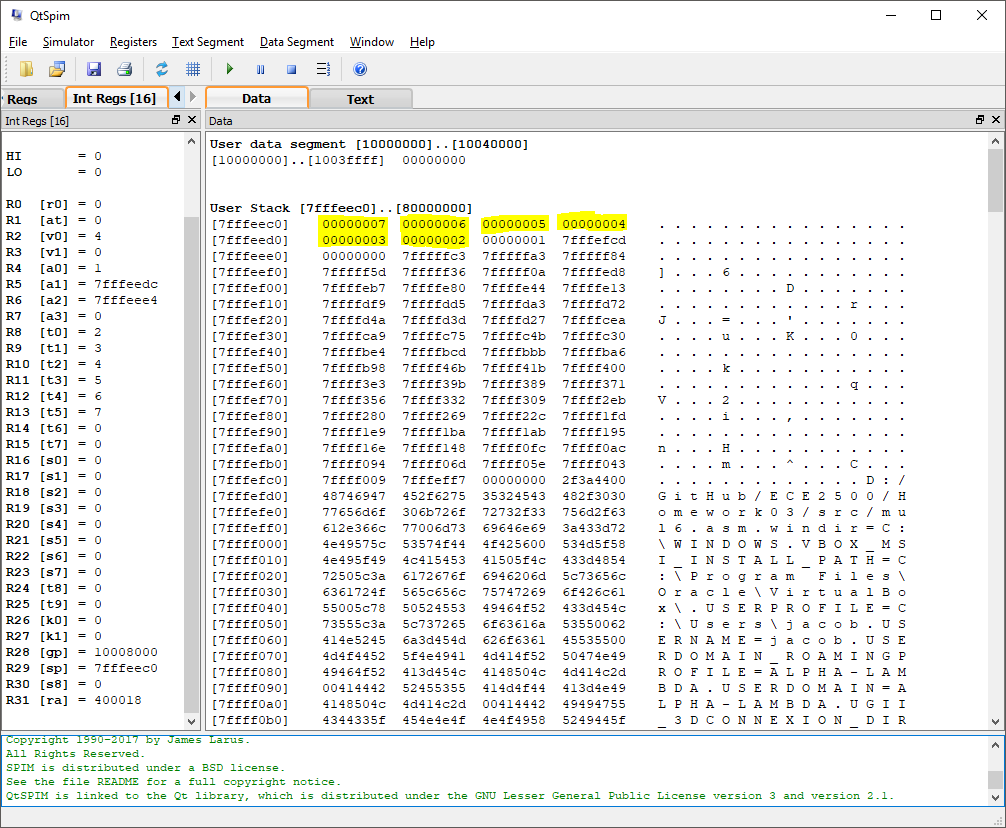 QtSpim
File Simulator Registers Text Segment Data Segment Window Help
Regs Int Regs [16] Data Text
Int Regs [16]
HI = 0
LO = 0
R0 [r0] = 0
R1 [at] = 0
R2 [v0] = 4
R3 [v1] = 0
R4 [a0] = 1
R5 [a1] = 7fffeedc
R6 [a2] = 7fffeee4
R7 [a3] = 0
R8 [t0] = 2
R9 [t1] = 3
R10 [t2] = 4
R11 [t3] = 5
R12 [t4] = 6
R13 [t5] = 7
R14 [t6] = 0
R15 [t7] = 0
R16 [s0] = 0
R17 [s1] = 0
R18 [s2] = 0
R19 [s3] = 0
R20 [s4] = 0
R21 [s5] = 0
R22 [s6] = 0
R23 [s7] = 0
R24 [t8] = 0
R25 [t9] = 0
R26 [k0] = 0
R27 [k1] = 0
R28 [gp] = 10008000
R29 [sp] = 7fffeec0
R30 [s8] = 0
R31 [ra] = 400018
Data
User data segment [10000000]..[10040000]
[10000000]..[1003ffff] 00000000
User Stack [7fffeec0]..[80000000]
[7fffeec0] 00000007 00000006 00000005 00000004 . . . . . . . . . . . . . . . .
[7fffeed0] 00000003 00000002 00000001 7fffefcd . . . . . . . . . . . . . . . .
[7fffeee0] 00000000 7fffffc3 7fffffa3 7fffff84 . . . . . . . . . . . . . . . .
[7fffeef0] 7fffff5d 7fffff36 7fffff0a 7ffffed8 ] . . . 6 . . . . . . . . . . .
[7fffef00] 7ffffeb7 7ffffe80 7ffffe44 7ffffe13 . . . . . . . . D . . . . . . .
[7fffef10] 7ffffdf9 7ffffdd5 7ffffda3 7ffffd72 . . . . . . . . . . . . r . . .
[7fffef20] 7ffffd4a 7ffffd3d 7ffffd27 7ffffcea J . . . = . . . ' . . . . . . .
[7fffef30] 7ffffca9 7ffffc75 7ffffc4b 7ffffc30 . . . . u . . . K . . . 0 . . .
[7fffef40] 7ffffbe4 7ffffbcd 7ffffbbb 7ffffba6 . . . . . . . . . . . . . . . .
[7fffef50] 7ffffb98 7ffff46b 7ffff41b 7ffff400 . . . . k . . . . . . . . . . .
[7fffef60] 7ffff3e3 7ffff39b 7ffff389 7ffff371 . . . . . . . . . . . . q . . .
[7fffef70] 7ffff356 7ffff332 7ffff309 7ffff2eb V . . . 2 . . . . . . . . . . .
[7fffef80] 7ffff280 7ffff269 7ffff22c 7ffff1fd . . . . i . . . , . . . . . . .
[7fffef90] 7ffff1e9 7ffff1ba 7ffff1ab 7ffff195 . . . . . . . . . . . . . . . .
[7fffefa0] 7ffff16e 7ffff148 7ffff0fc 7ffff0ac n . . . H . . . . . . . . . . .
[7fffefb0] 7ffff094 7ffff06d 7ffff05e 7ffff043 . . . . m . . . ^ . . . C . . .
[7fffefc0] 7ffff009 7fffeff7 00000000 2f3a4400 . . . . . . . . . . . . . D : /
[7fffefd0] 48746947 452f6275 35324543 482f3030 G i t H u b / E C E 2 5 0 0 / H
[7fffefe0] 77656d6f 306b726f 72732f33 756d2f63 o m e w o r k 0 3 / s r c / m u
[7fffeff0] 612e366c 77006d73 69646e69 3a433d72 l 6 . a s m . w i n d i r = C :
[7ffff000] 4e49575c 53574f44 4f425600 534d5f58 \ W I N D O W S . V B O X _ M S
[7ffff010] 4e495f49 4c415453 41505f4c 433d4854 I _ I N S T A L L _ P A T H = C
[7ffff020] 72505c3a 6172676f 6946206d 5c73656c : \ P r o g r a m   F i l e s \
[7ffff030] 6361724f 565c656c 75747269 6f426c61 O r a c l e \ V i r t u a l B o
[7ffff040] 55005c78 50524553 49464f52 433d454c x \ . U S E R P R O F I L E = C
[7ffff050] 73555c3a 5c737265 6f63616a 53550062 : \ U s e r s \ j a c o b . U S
[7ffff060] 414e5245 6a3d454d 626f6361 45535500 E R N A M E = j a c o b . U S E
[7ffff070] 4d4f4452 5f4e4941 4d414f52 50474e49 R D O M A I N _ R O A M I N G P
[7ffff080] 49464f52 413d454c 4148504c 4d414c2d R O F I L E = A L P H A - L A M
[7ffff090] 00414442 52455355 414d4f44 413d4e49 B D A . U S E R D O M A I N = A
[7ffff0a0] 4148504c 4d414c2d 00414442 49494755 L P H A - L A M B D A . U G I I
[7ffff0b0] 4344335f 454e4e4f 4e4f4958 5249445f _ 3 D C O N N E X I O N _ D I R
Copyright 1990-2017 by James Larus.
All Rights Reserved.
SPIM is distributed under a BSD license.
See the file README for a full copyright notice.
QtSPIM is linked to the Qt library, which is distributed under the GNU Lesser General Public License version 3 and version 2.1.